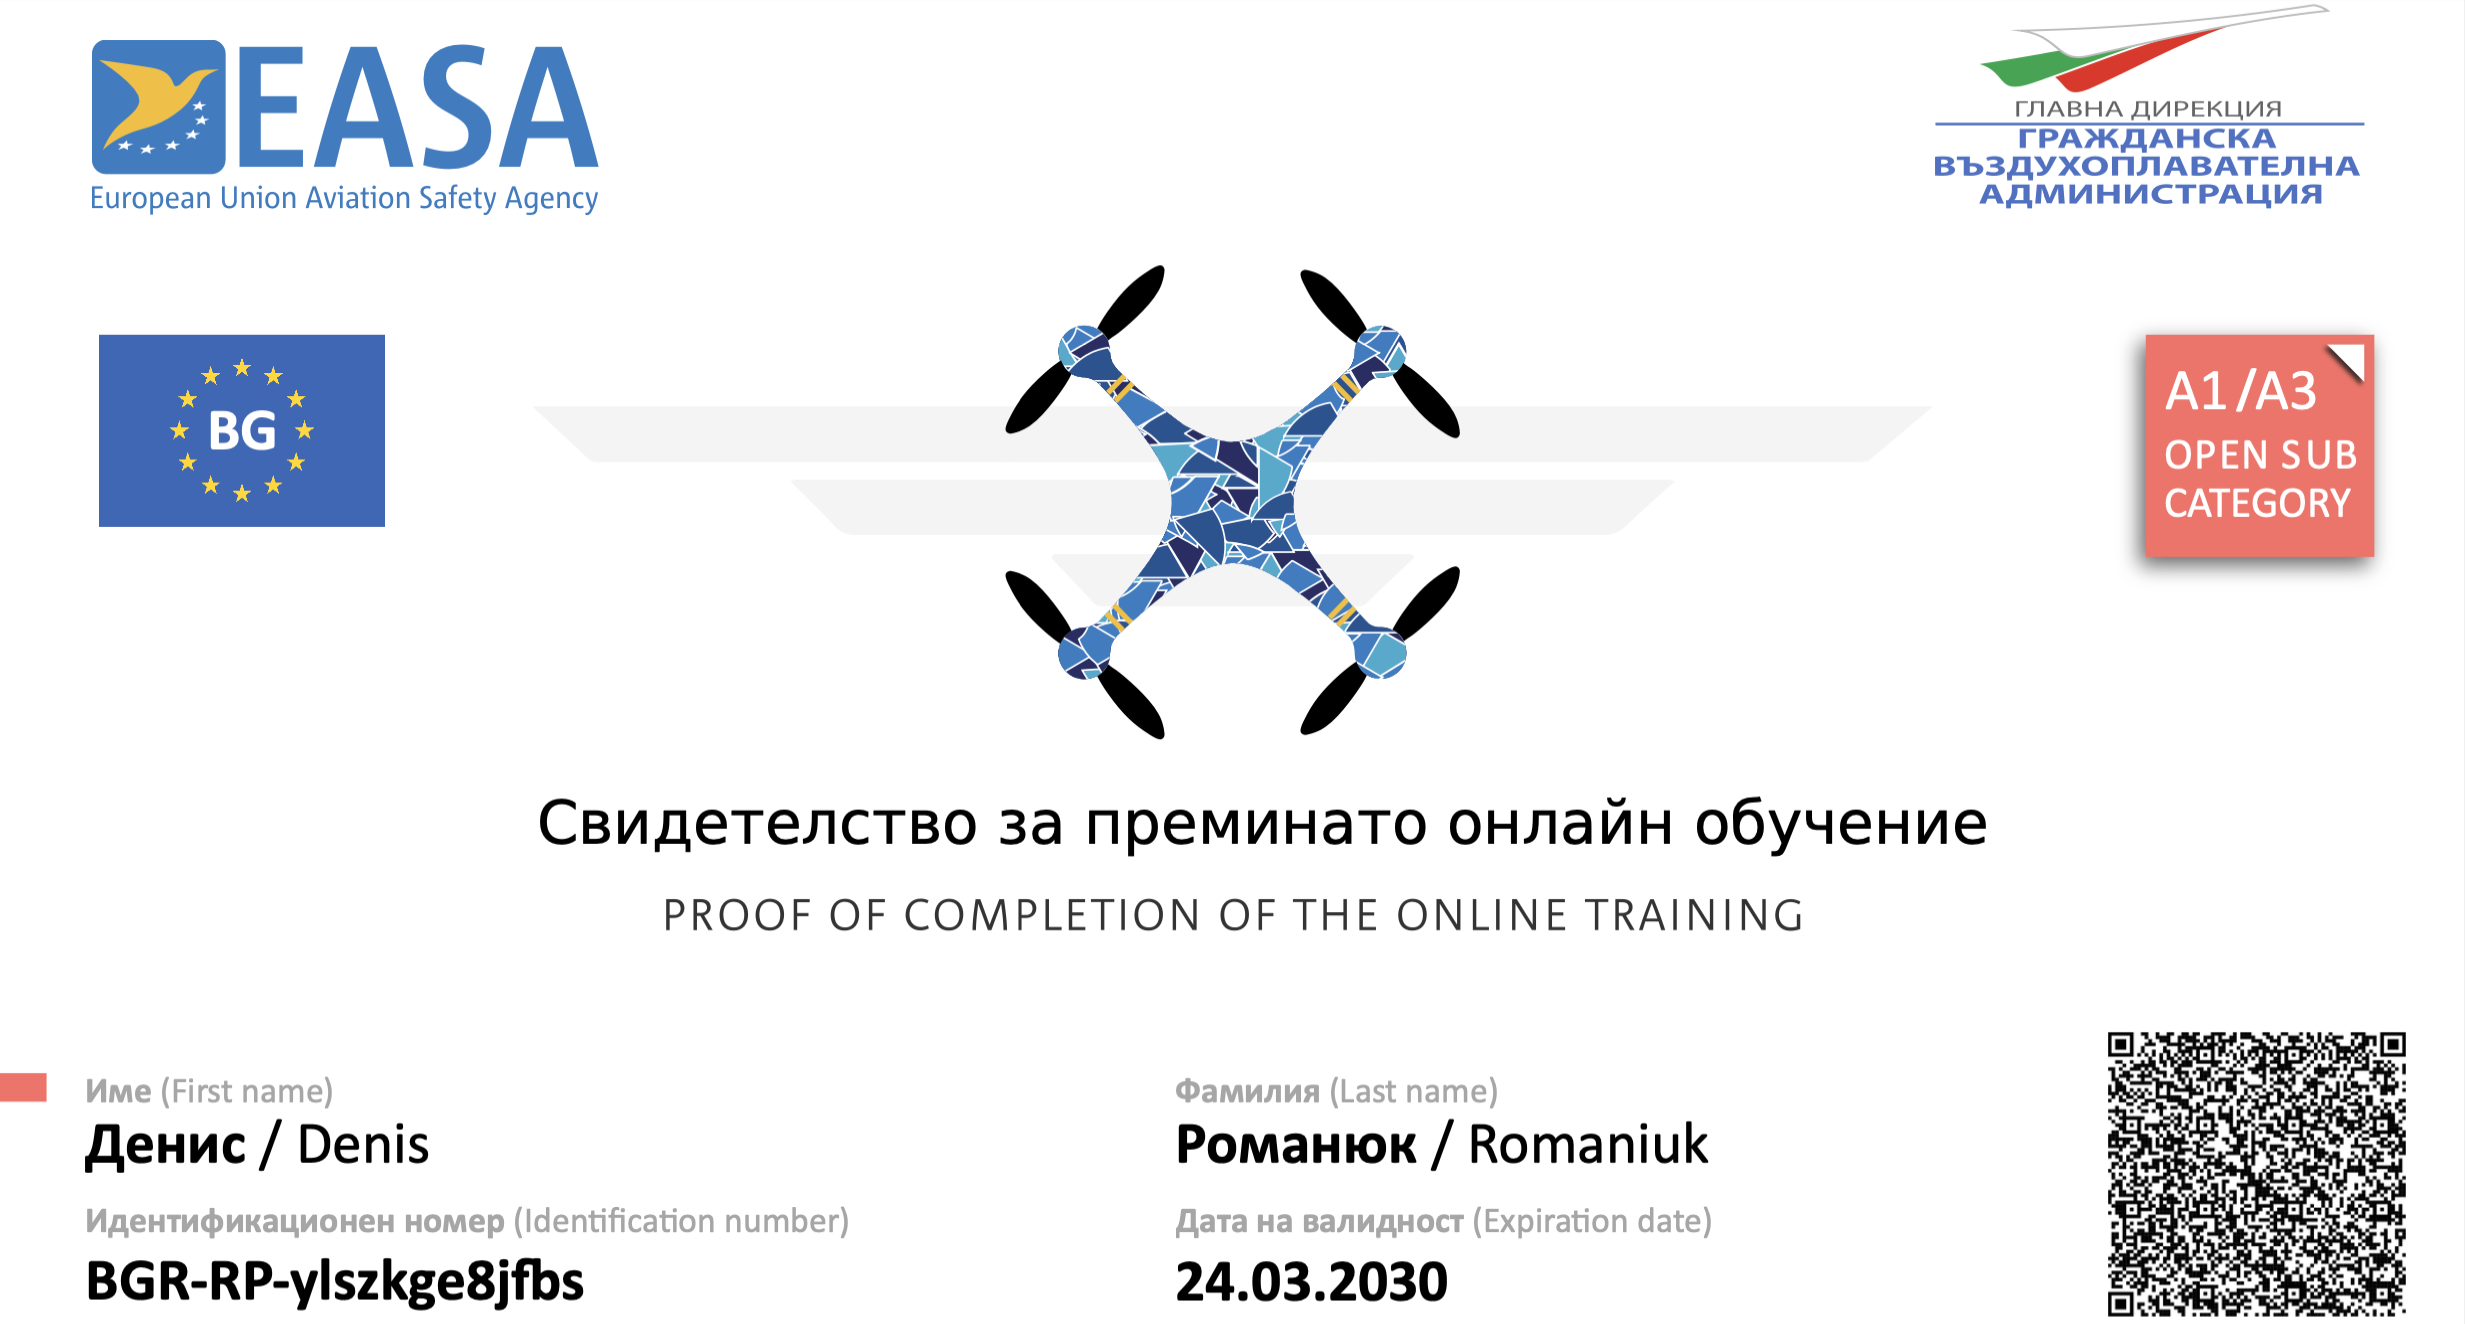 EASA
European Union Aviation Safety Agency
ГЛАВНА ДИРЕКЦИЯ
ГРАЖДАНСКА
ВЪЗДУХОПЛАВАТЕЛНА
АДМИНИСТРАЦИЯ
BG
A1/A3
OPEN SUB
CATEGORY
Свидетелство за преминато онлайн обучение
PROOF OF COMPLETION OF THE ONLINE TRAINING
Име (First name)
Денис / Denis
Фамилия (Last name)
Романюк / Romaniuk
Идентификационен номер (Identification number)
BGR-RP-ylszkge8jfbs
Дата на валидност (Expiration date)
24.03.2030